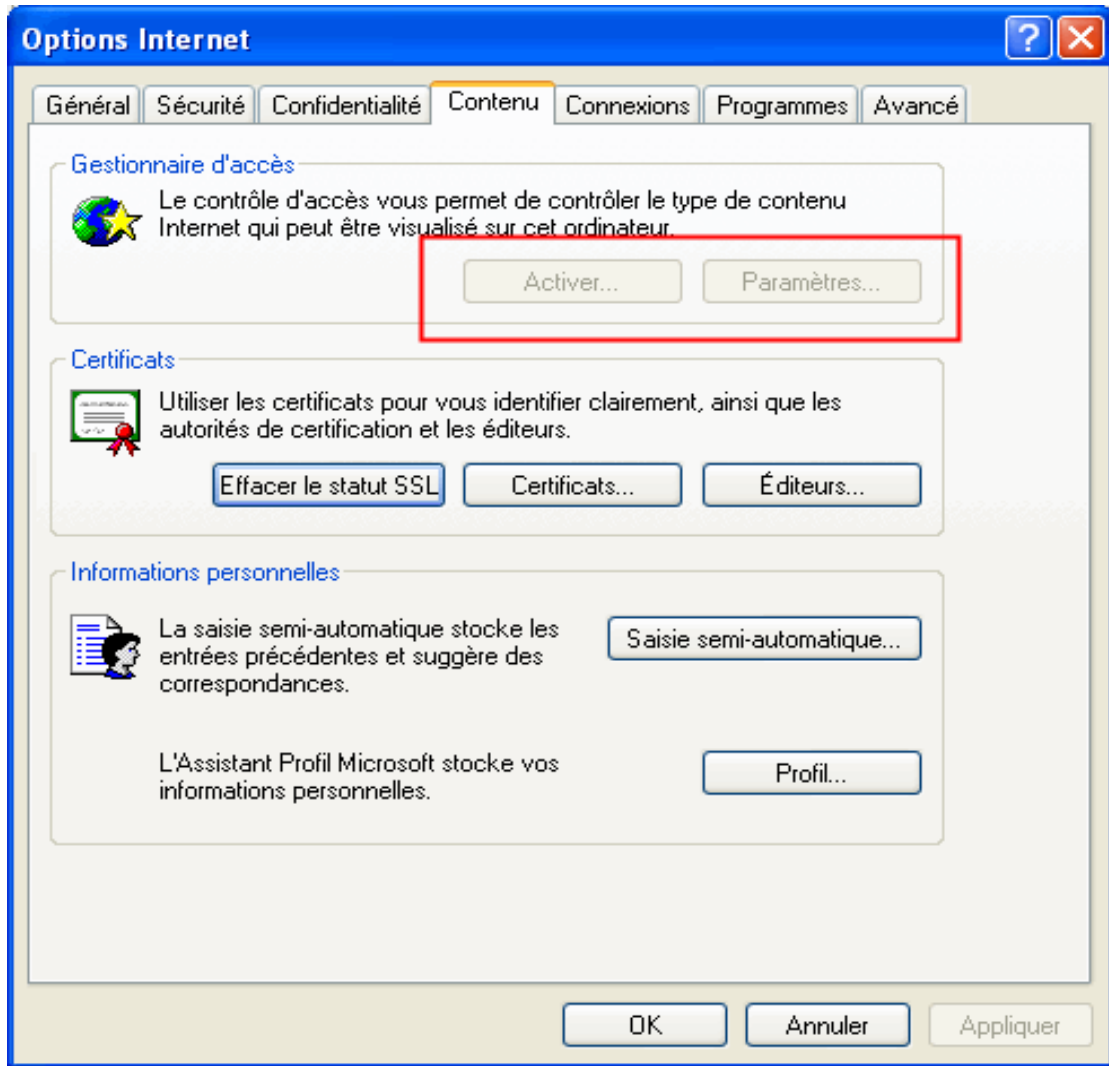 Options Internet
Général Sécurité Confidentialité Contenu Connexions Programmes Avancé
Gestionnaire d'accès
Le contrôle d'accès vous permet de contrôler le type de contenu
Internet qui peut être visualisé sur cet ordinateur.
Activer... Paramètres...
Certificats
Utiliser les certificats pour vous identifier clairement, ainsi que les
autorités de certification et les éditeurs.
Effacer le statut SSL Certificats... Éditeurs...
Informations personnelles
La saisie semi-automatique stocke les
entrées précédentes et suggère des
correspondances.
Saisie semi-automatique...
L'Assistant Profil Microsoft stocke vos
informations personnelles.
Profil...
OK Annuler Appliquer